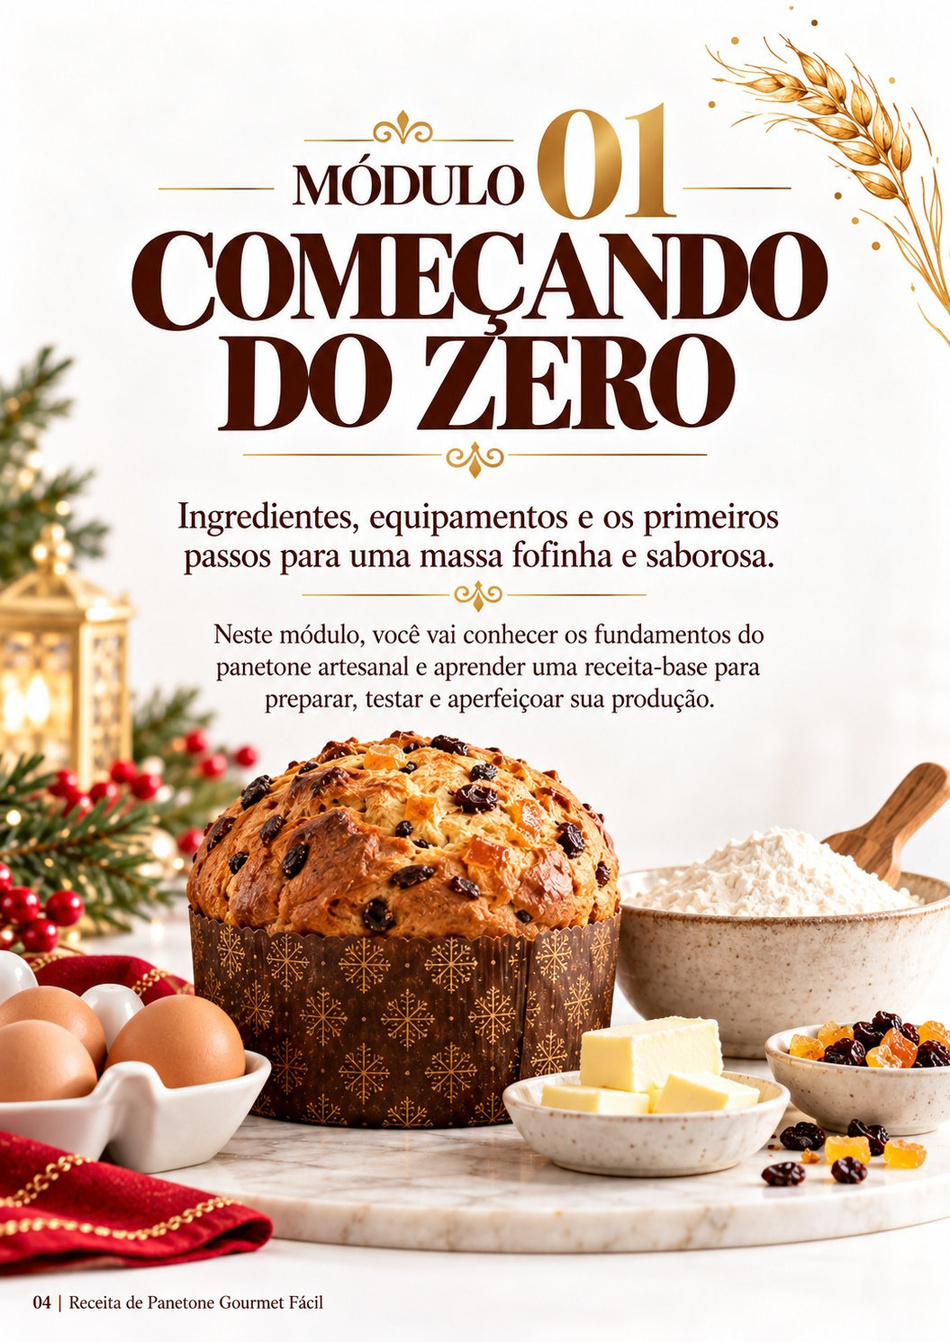 MÓDULO 01
COMEÇANDO
DO ZERO
Ingredientes, equipamentos e os primeiros
passos para uma massa fofinha e saborosa.
Neste módulo, você vai conhecer os fundamentos do
panetone artesanal e aprender uma receita-base para
preparar, testar e aperfeiçoar sua produção.
04 | Receita de Panetone Gourmet Fácil